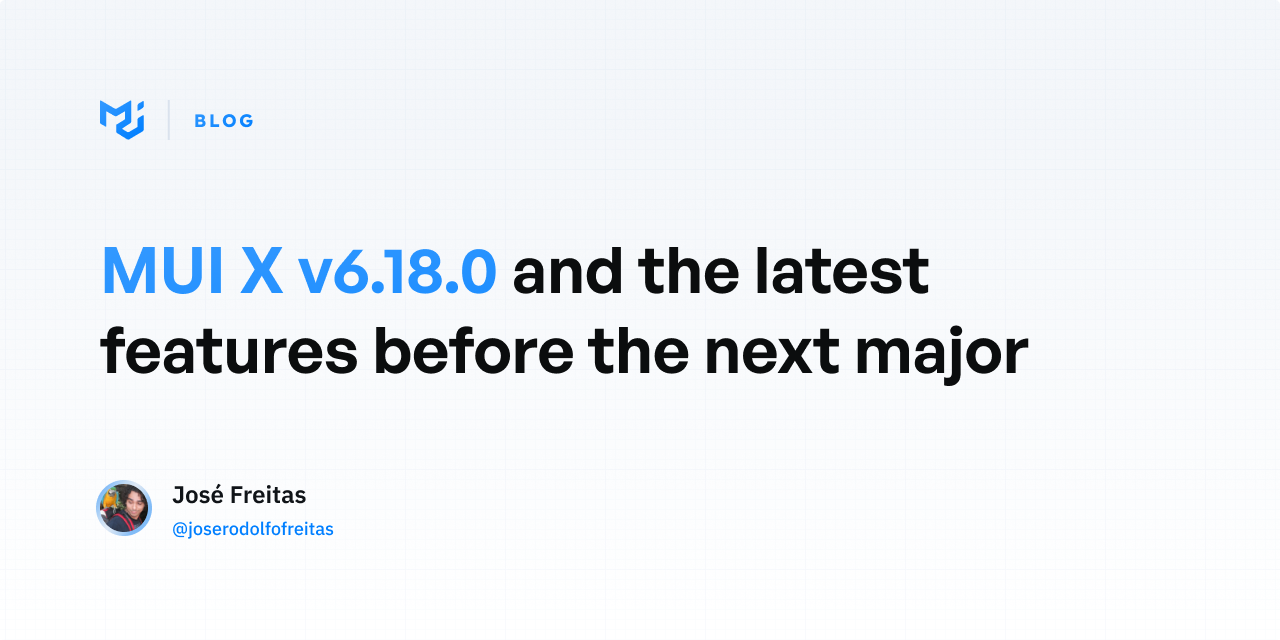 BLOG
MUI X v6.18.0 and the latest
features before the next major
José Freitas
@joserodolfofreitas